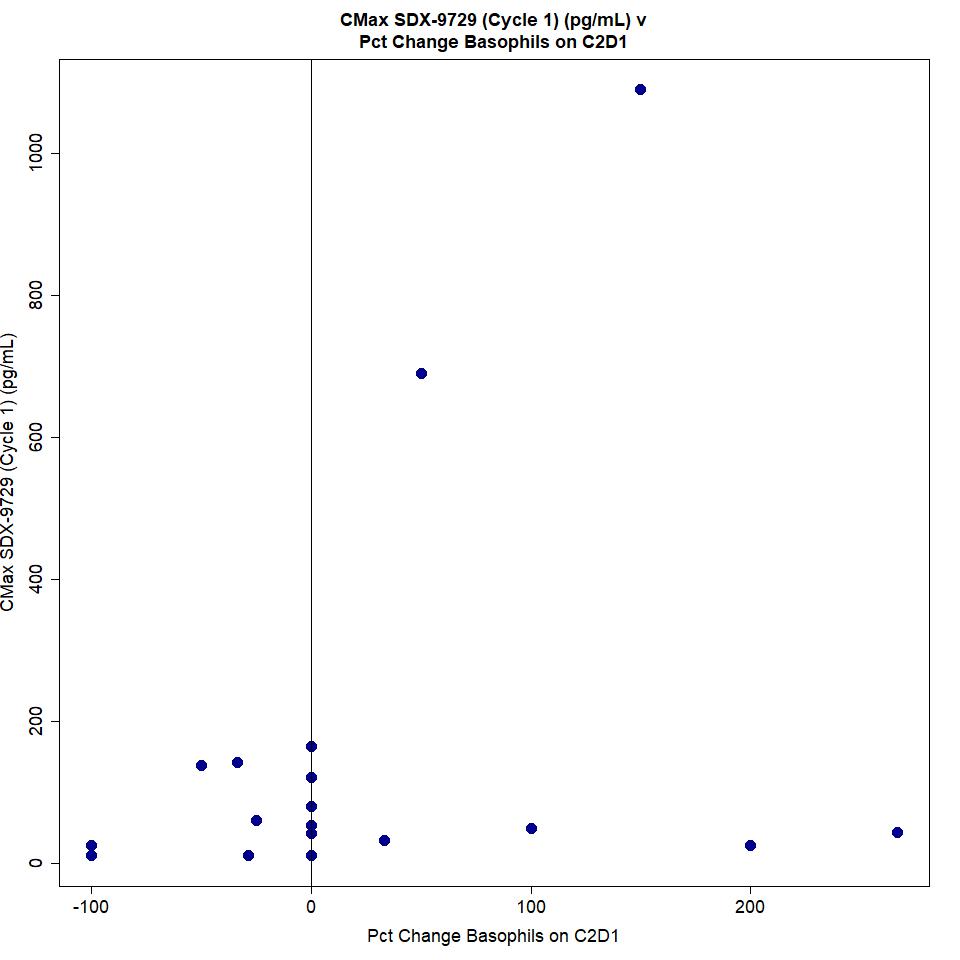 CMax SDX-9729 (Cycle 1) (pg/mL) v
Pct Change Basophils on C2D1
CMax SDX-9729 (Cycle 1) (pg/mL)
1000
800
600
400
200
0
-100
0
100
200
Pct Change Basophils on C2D1